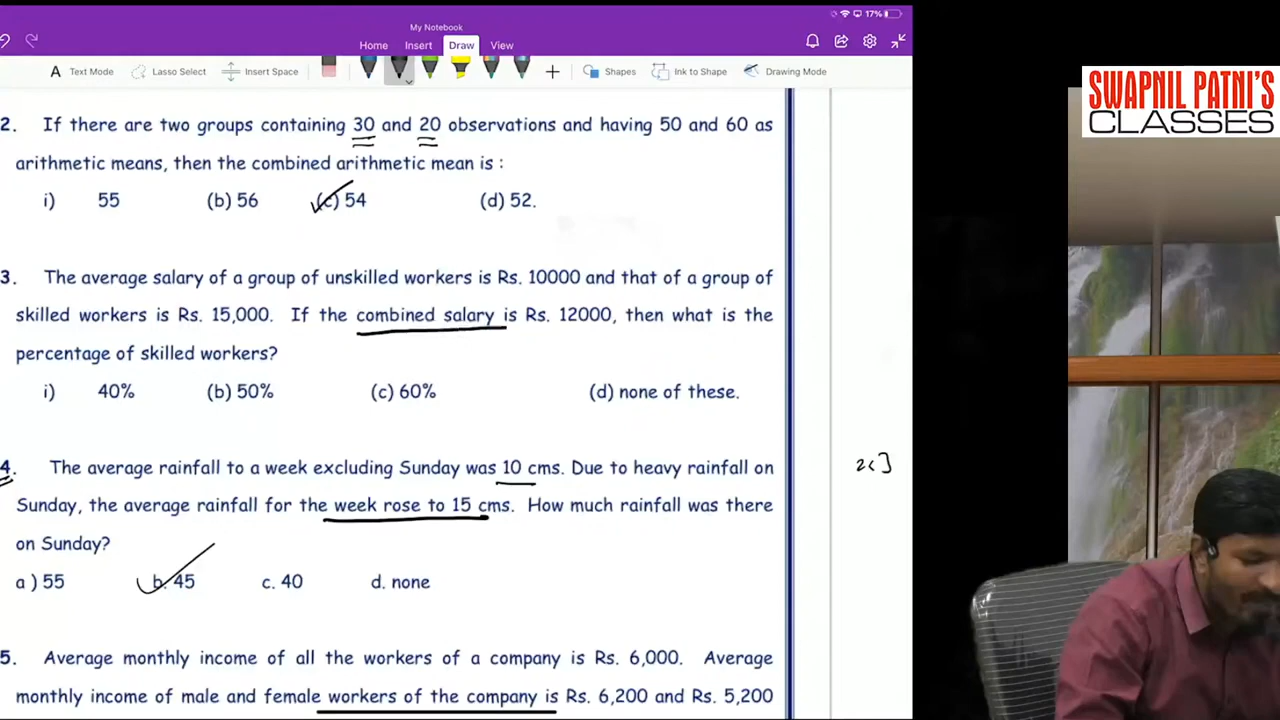 17%
My Notebook
Home Insert Draw View
A Text Mode Lasso Select Insert Space Shapes Ink to Shape Drawing Mode
SWAPNIL PATNI'S
CLASSES
2. If there are two groups containing 30 and 20 observations and having 50 and 60 as
arithmetic means, then the combined arithmetic mean is :
i) 55 (b) 56 (c) 54 (d) 52.
3. The average salary of a group of unskilled workers is Rs. 10000 and that of a group of
skilled workers is Rs. 15,000. If the combined salary is Rs. 12000, then what is the
percentage of skilled workers?
i) 40% (b) 50% (c) 60% (d) none of these.
4. The average rainfall to a week excluding Sunday was 10 cms. Due to heavy rainfall on
Sunday, the average rainfall for the week rose to 15 cms. How much rainfall was there
on Sunday?
a ) 55 b. 45 c. 40 d. none
5. Average monthly income of all the workers of a company is Rs. 6,000. Average
monthly income of male and female workers of the company is Rs. 6,200 and Rs. 5,200